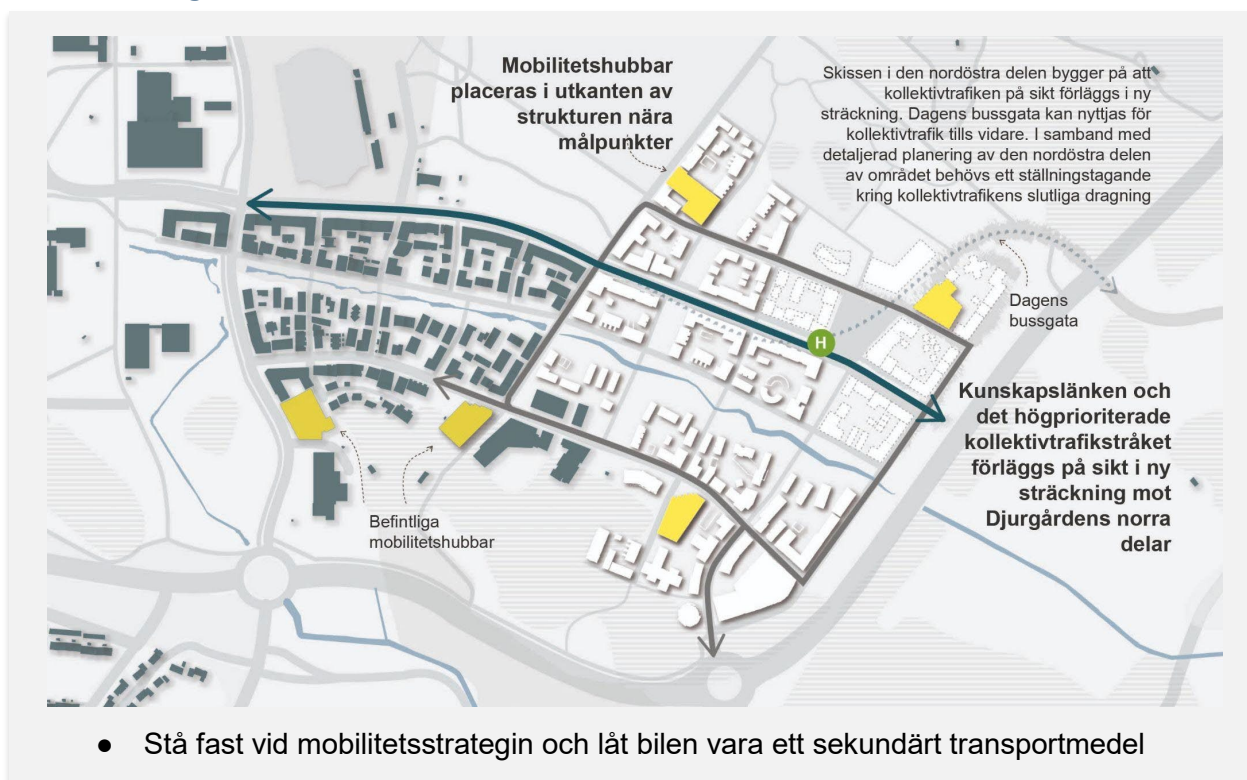 Mobilitetshubbar
placeras i utkanten av
strukturen nära
målpunkter
Skissen i den nordöstra delen bygger på att
kollektivtrafiken på sikt förläggs i ny
sträckning. Dagens bussgata kan nyttjas för
kollektivtrafik tills vidare. I samband med
detaljerad planering av den nordöstra delen
av området behövs ett ställningstagande
kring kollektivtrafikens slutliga dragning
Dagens
bussgata
H
Kunskapslänken och
det högprioriterade
kollektivtrafikstråket
förläggs på sikt i ny
sträckning mot
Djurgårdens norra
delar
Befintliga
mobilitetshubbar
● Stå fast vid mobilitetsstrategin och låt bilen vara ett sekundärt transportmedel